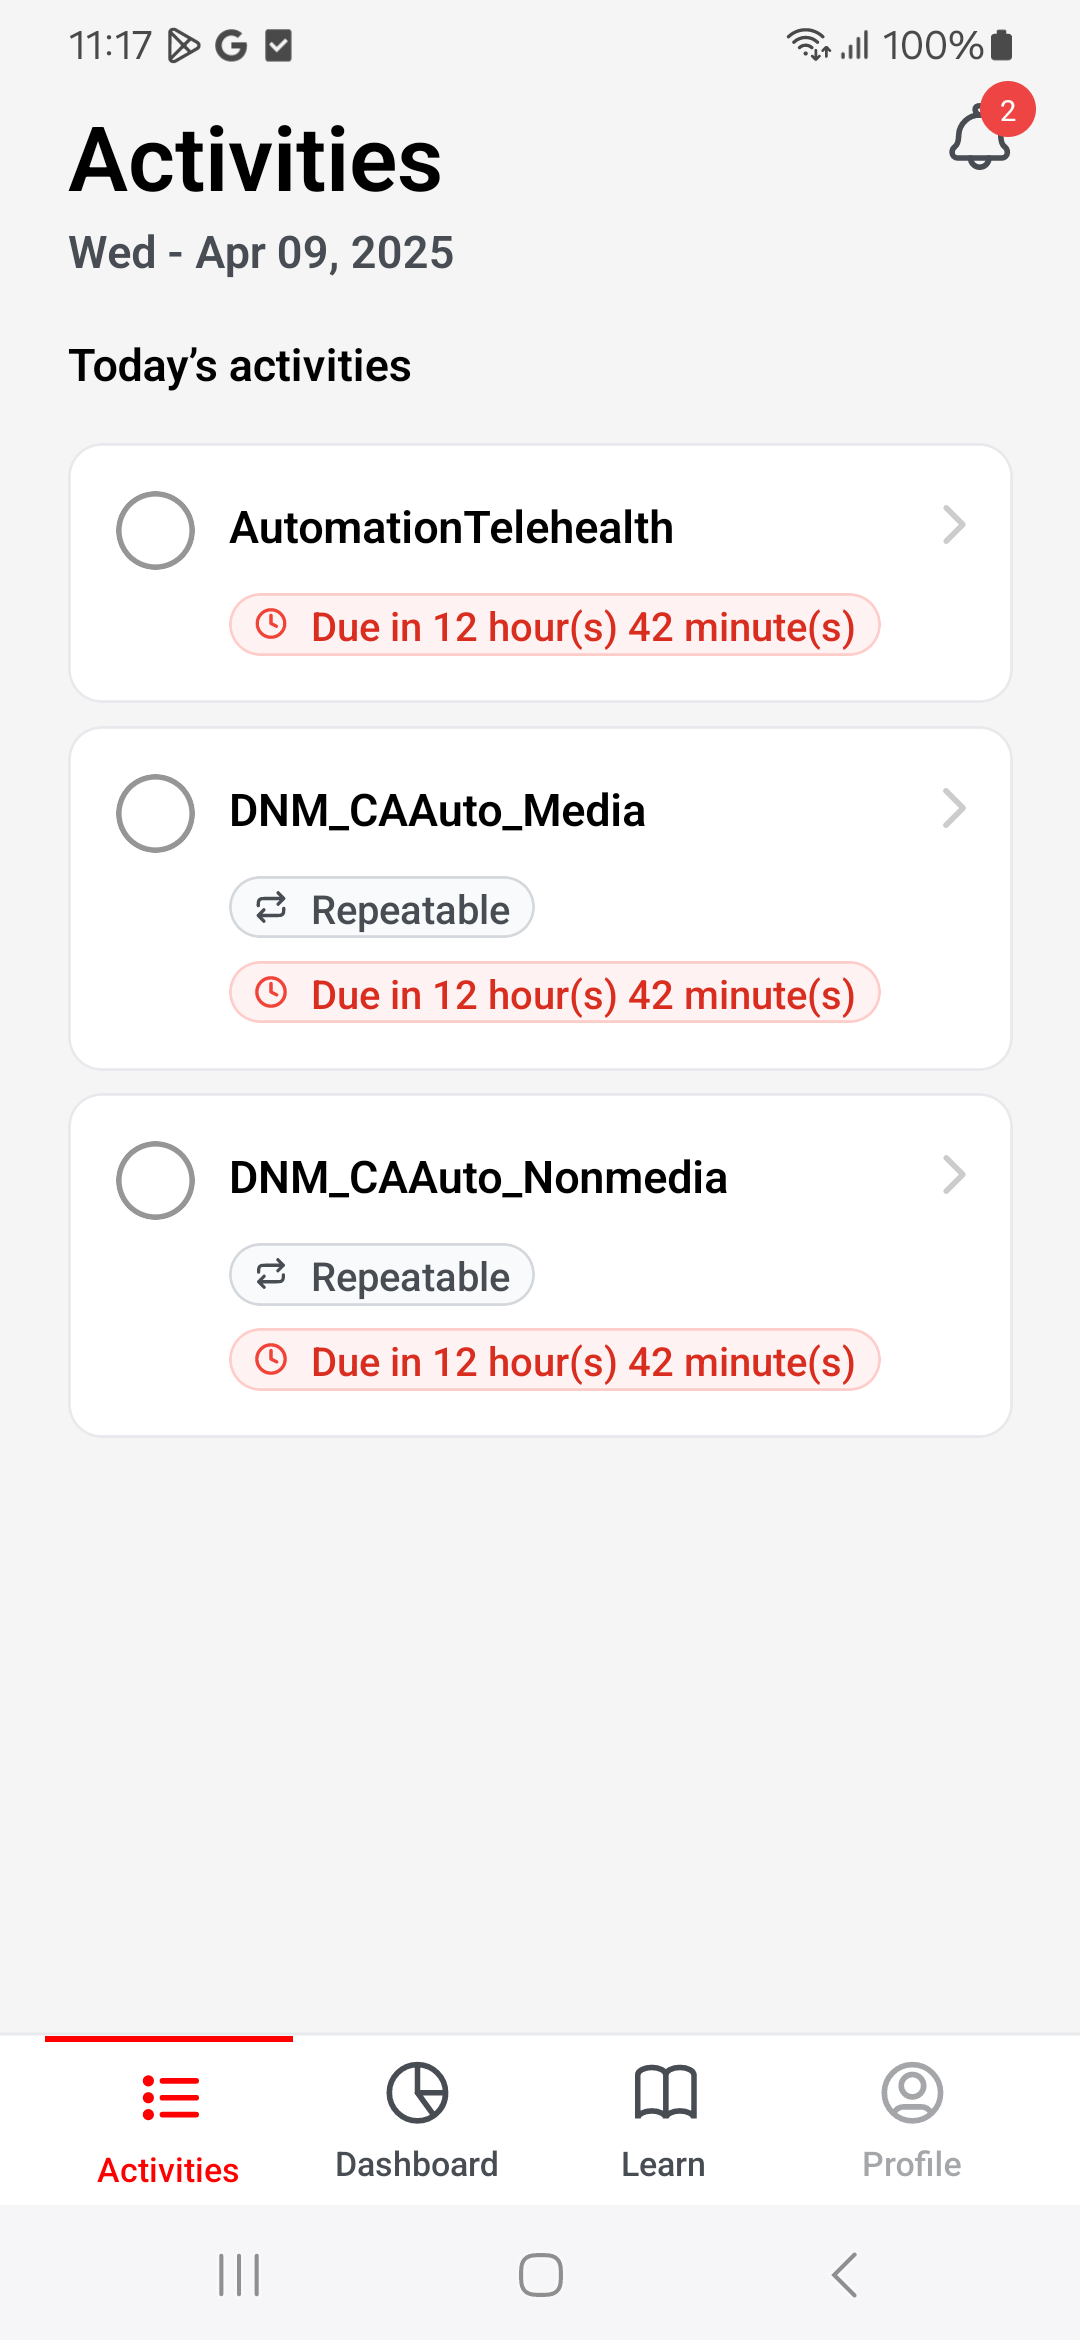 11:17 100%
2
Activities
Wed - Apr 09, 2025
Today’s activities
AutomationTelehealth
Due in 12 hour(s) 42 minute(s)
DNM_CAAuto_Media
Repeatable
Due in 12 hour(s) 42 minute(s)
DNM_CAAuto_Nonmedia
Repeatable
Due in 12 hour(s) 42 minute(s)
Activities Dashboard Learn Profile